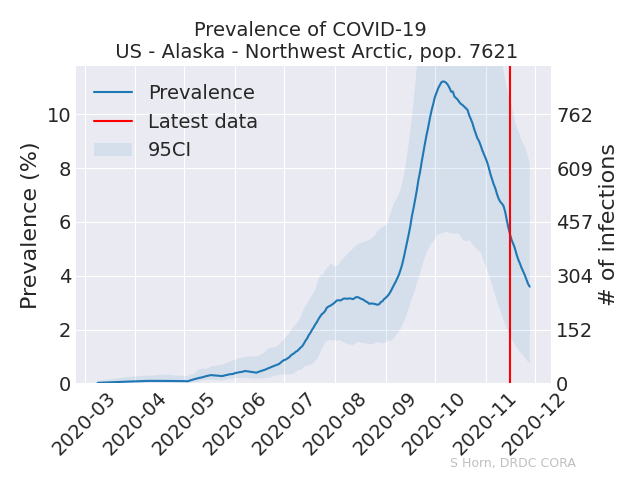 Prevalence of COVID-19
US - Alaska - Northwest Arctic, pop. 7621
Prevalence
Latest data
95CI
Prevalence (%)
10
8
6
4
2
0
762
609
457
304
152
0
# of infections
2020-03
2020-04
2020-05
2020-06
2020-07
2020-08
2020-09
2020-10
2020-11
2020-12
S Horn, DRDC CORA